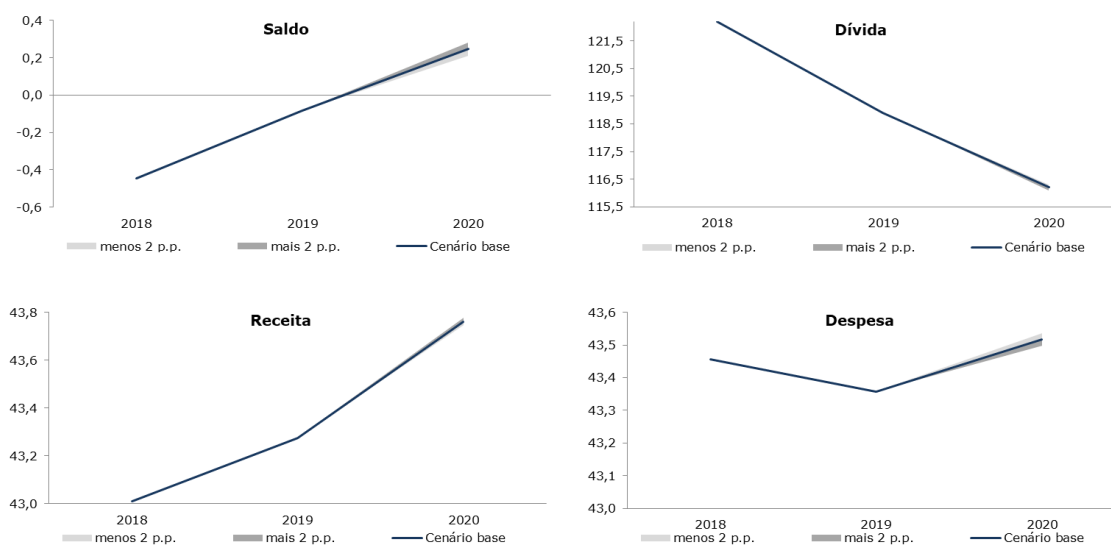 Saldo
0,4
0,2
0,0
-0,2
-0,4
-0,6
2018 2019 2020
menos 2 p.p. mais 2 p.p. Cenário base
Dívida
121,5
120,5
119,5
118,5
117,5
116,5
115,5
2018 2019 2020
menos 2 p.p. mais 2 p.p. Cenário base
Receita
43,8
43,6
43,4
43,2
43,0
2018 2019 2020
menos 2 p.p. mais 2 p.p. Cenário base
Despesa
43,6
43,5
43,4
43,3
43,2
43,1
43,0
2018 2019 2020
menos 2 p.p. mais 2 p.p. Cenário base